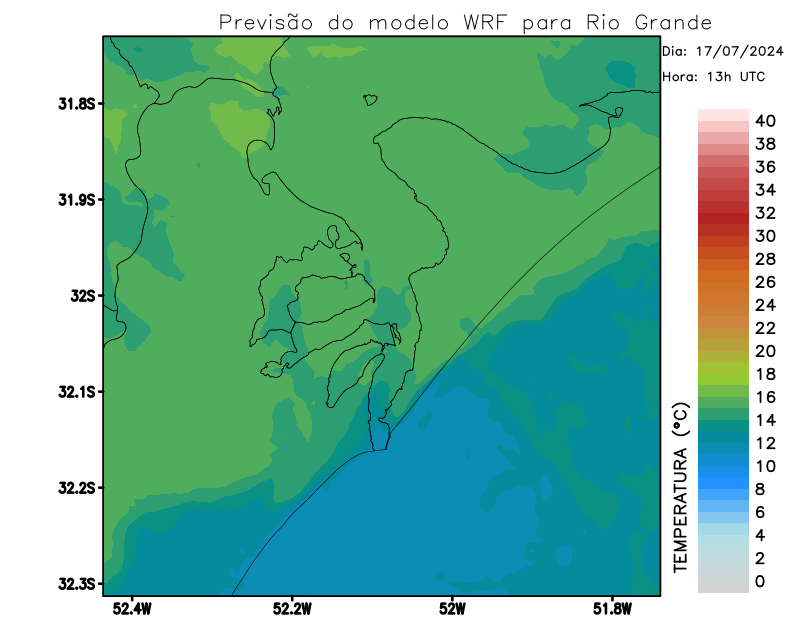 Previsão do modelo WRF para Rio Grande
Dia: 17/07/2024
Hora: 13h UTC
31.8S
31.9S
32S
32.1S
32.2S
32.3S
52.4W
52.2W
52W
51.8W
TEMPERATURA (°C)
40
38
36
34
32
30
28
26
24
22
20
18
16
14
12
10
8
6
4
2
0